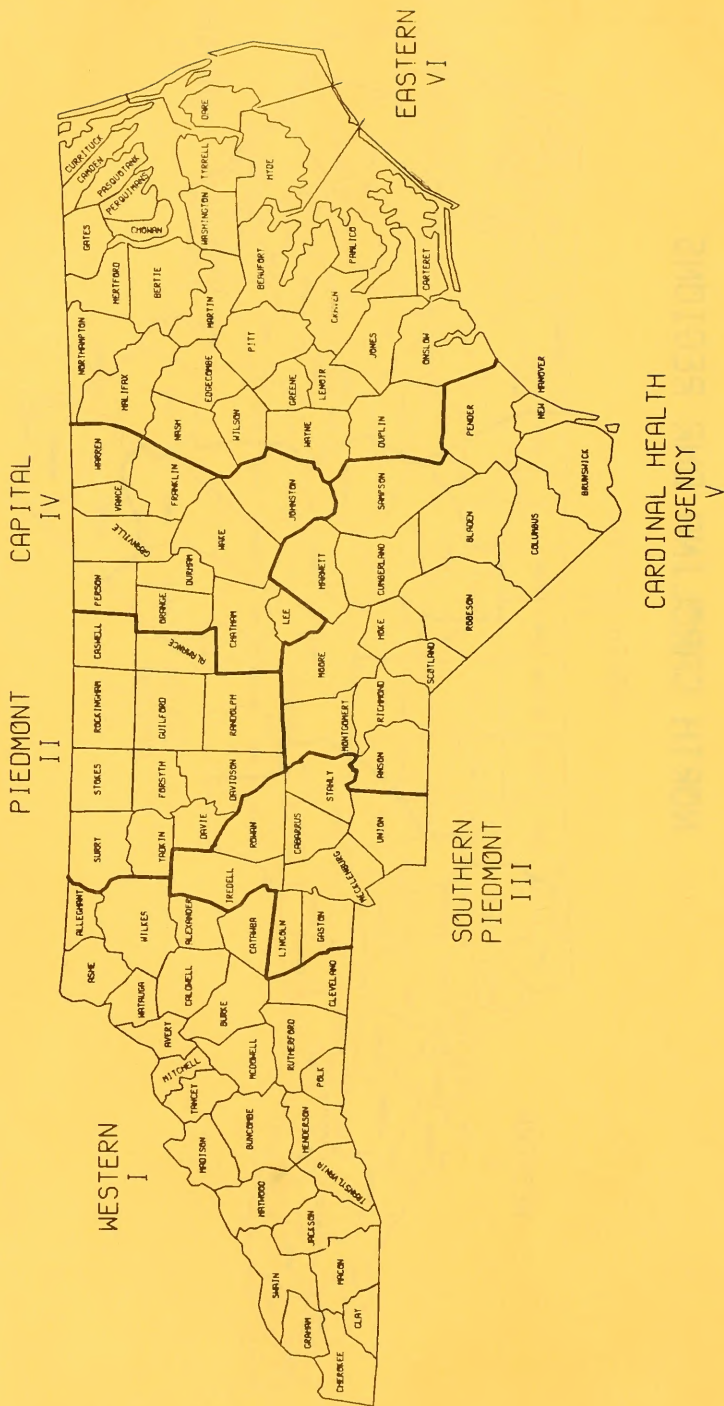 WESTERN
I
PIEDMONT
II
CAPITAL
IV
SOUTHERN
PIEDMONT
III
CARDINAL HEALTH
AGENCY
V
EASTERN
VI
CHEROKEE
GRAHAM
CLAY
SWAIN
MACON
JACKSON
HAYWOOD
TRANSYLVANIA
MADISON
BUNCOMBE
HENDERSON
YANCEY
MITCHELL
AVERY
MCDOWELL
RUTHERFORD
POLK
CLEVELAND
BURKE
CALDWELL
WATAUGA
ASHE
ALLEGHANY
WILKES
ALEXANDER
CATAWBA
LINCOLN
GASTON
IREDELL
MECKLENBURG
ROWAN
CABARRUS
UNION
STANLY
SURRY
YADKIN
DAVIE
STOKES
FORSYTH
DAVIDSON
ROCKINGHAM
GUILFORD
RANDOLPH
CASWELL
ALAMANCE
PERSON
ORANGE
DURHAM
CHATHAM
LEE
GRANVILLE
VANCE
WARREN
FRANKLIN
WAKE
JOHNSTON
MONTGOMERY
ANSON
RICHMOND
MOORE
SCOTLAND
HOKE
HARNETT
CUMBERLAND
ROBESON
SAMPSON
BLADEN
COLUMBUS
BRUNSWICK
PENDER
NEW HANOVER
NORTHAMPTON
HALIFAX
NASH
EDGECOMBE
WILSON
WAYNE
DUPLIN
GREENE
LENOIR
PITT
JONES
ONSLOW
CRAVEN
CARTERET
PAMLICO
BEAUFORT
MARTIN
BERTIE
HERTFORD
GATES
CHOWAN
PERQUIMANS
PASQUOTANK
CAMDEN
CURRITUCK
WASHINGTON
TYRRELL
DARE
HYDE